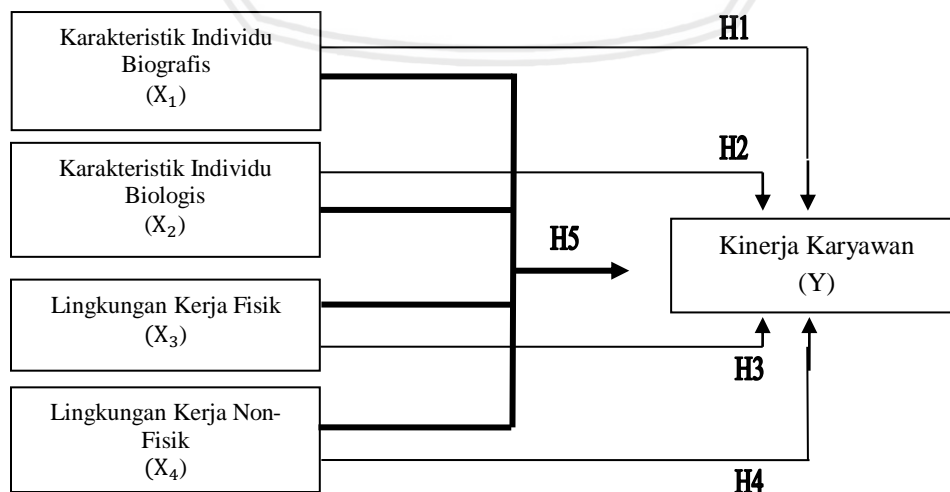 Karakteristik Individu
Biografis
(X₁)
H1
Karakteristik Individu
Biologis
(X₂)
H2
H5
Kinerja Karyawan
(Y)
Lingkungan Kerja Fisik
(X₃)
H3
Lingkungan Kerja Non-
Fisik
(X₄)
H4